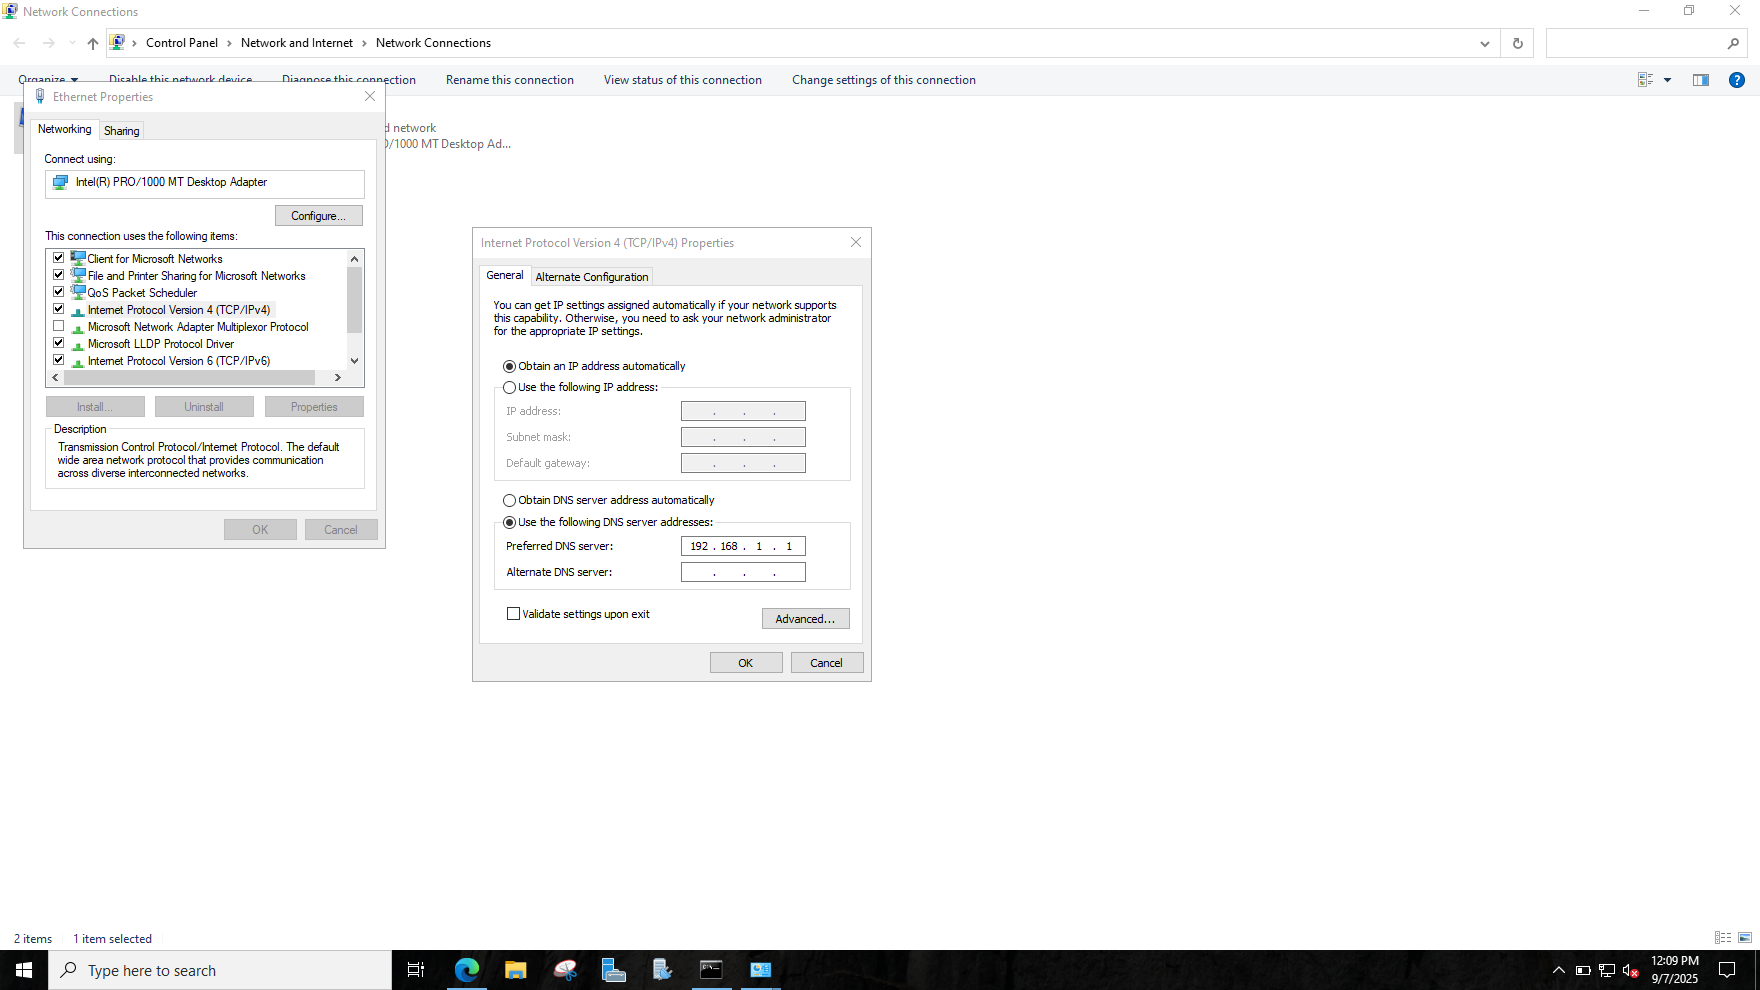 Network Connections
Control Panel > Network and Internet > Network Connections
Organize Disable this network device Diagnose this connection Rename this connection View status of this connection Change settings of this connection
Ethernet Properties
Networking Sharing
d network
/1000 MT Desktop Ad...
Connect using:
Intel(R) PRO/1000 MT Desktop Adapter
Configure...
This connection uses the following items:
Client for Microsoft Networks
File and Printer Sharing for Microsoft Networks
QoS Packet Scheduler
Internet Protocol Version 4 (TCP/IPv4)
Microsoft Network Adapter Multiplexor Protocol
Microsoft LLDP Protocol Driver
Internet Protocol Version 6 (TCP/IPv6)
Install... Uninstall Properties
Description
Transmission Control Protocol/Internet Protocol. The default
wide area network protocol that provides communication
across diverse interconnected networks.
OK Cancel
Internet Protocol Version 4 (TCP/IPv4) Properties
General Alternate Configuration
You can get IP settings assigned automatically if your network supports
this capability. Otherwise, you need to ask your network administrator
for the appropriate IP settings.
Obtain an IP address automatically
Use the following IP address:
IP address: . . .
Subnet mask: . . .
Default gateway: . . .
Obtain DNS server address automatically
Use the following DNS server addresses:
Preferred DNS server: 192 . 168 . 1 . 1
Alternate DNS server: . . .
Validate settings upon exit
Advanced...
OK Cancel
2 items 1 item selected
Type here to search
12:09 PM
9/7/2025